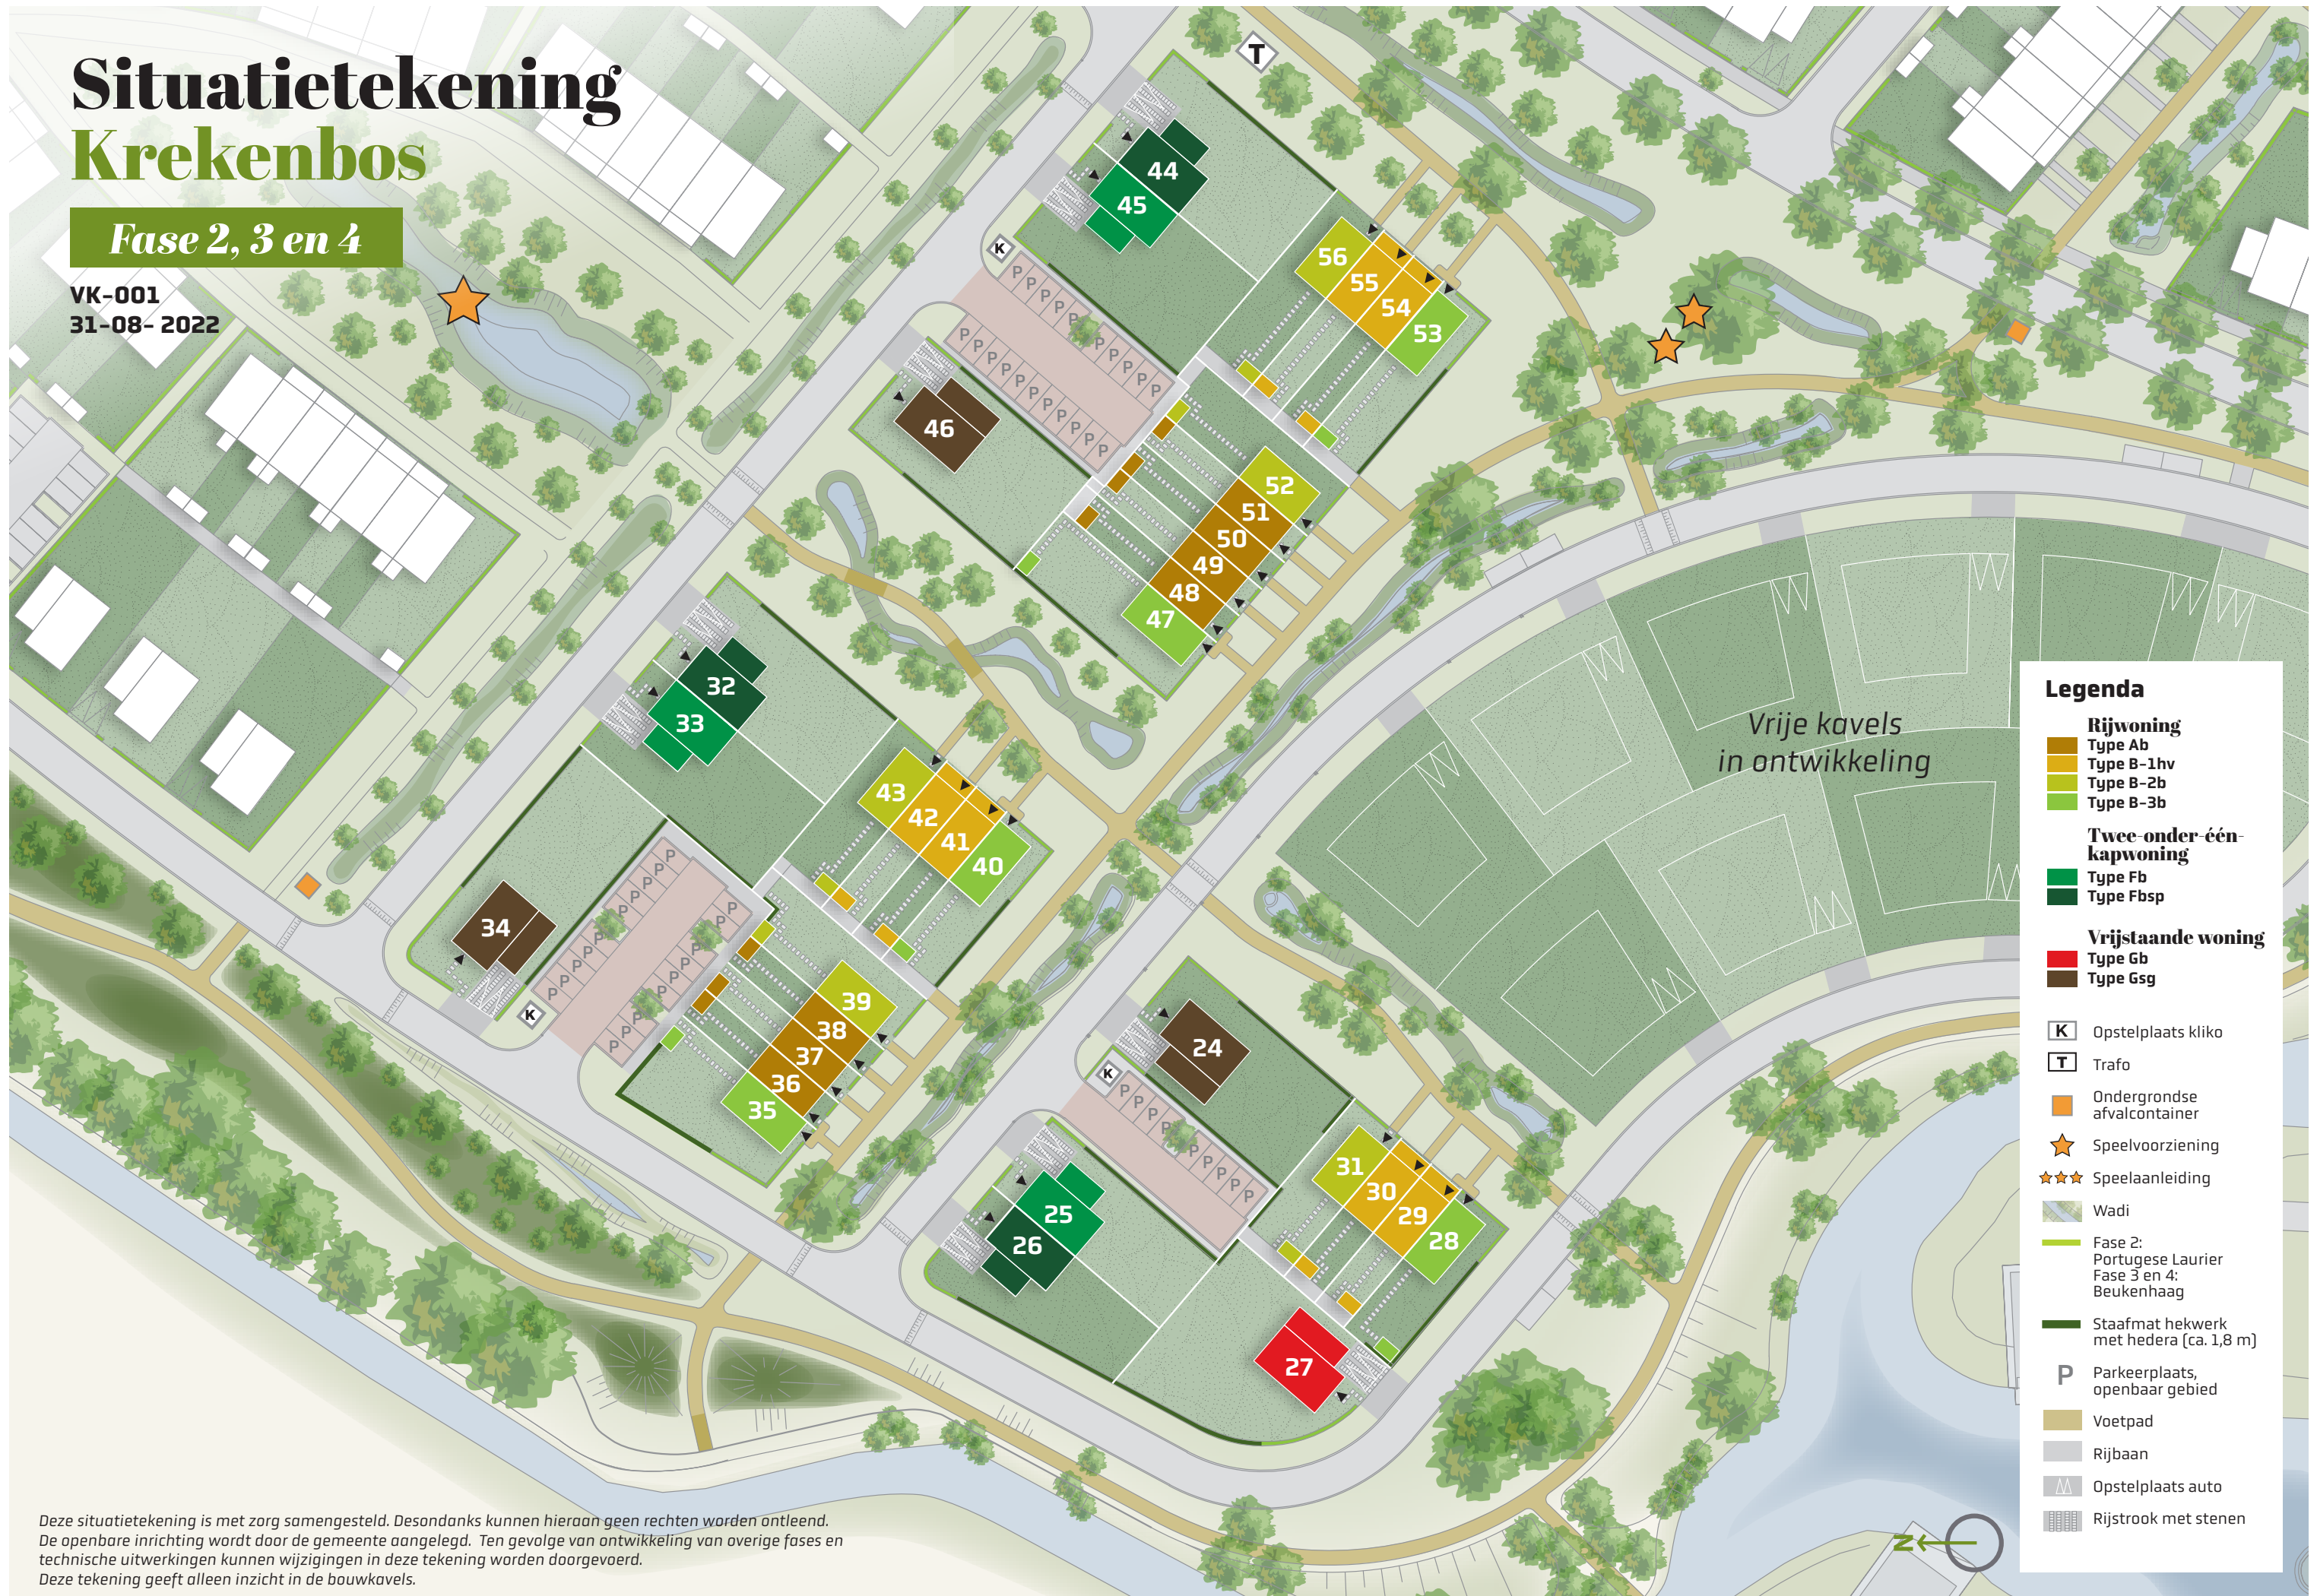 Situatietekening
Krekenbos
Fase 2, 3 en 4
VK-001
31-08- 2022
T
44
45
K
P P P P P P P P P P
P P P P P P P P P P P
56
55
54
53
46
52
51
50
49
48
47
32
33
43
42
41
40
34
K
P P P P P P P P P P
P P P P P P P P
39
38
37
36
35
24
K
P P P P P P P P P
25
26
31
30
29
28
27
Vrije kavels
in ontwikkeling
Legenda
Rijwoning
Type Ab
Type B-1hv
Type B-2b
Type B-3b
Twee-onder-één-
kapwoning
Type Fb
Type Fbsp
Vrijstaande woning
Type Gb
Type Gsg
K Opstelplaats kliko
T Trafo
Ondergrondse
afvalcontainer
Speelvoorziening
Speelaanleiding
Wadi
Fase 2:
Portugese Laurier
Fase 3 en 4:
Beukenhaag
Staafmat hekwerk
met hedera (ca. 1,8 m)
P Parkeerplaats,
openbaar gebied
Voetpad
Rijbaan
Opstelplaats auto
Rijstrook met stenen
N
Deze situatietekening is met zorg samengesteld. Desondanks kunnen hieraan geen rechten worden ontleend.
De openbare inrichting wordt door de gemeente aangelegd. Ten gevolge van ontwikkeling van overige fases en
technische uitwerkingen kunnen wijzigingen in deze tekening worden doorgevoerd.
Deze tekening geeft alleen inzicht in de bouwkavels.